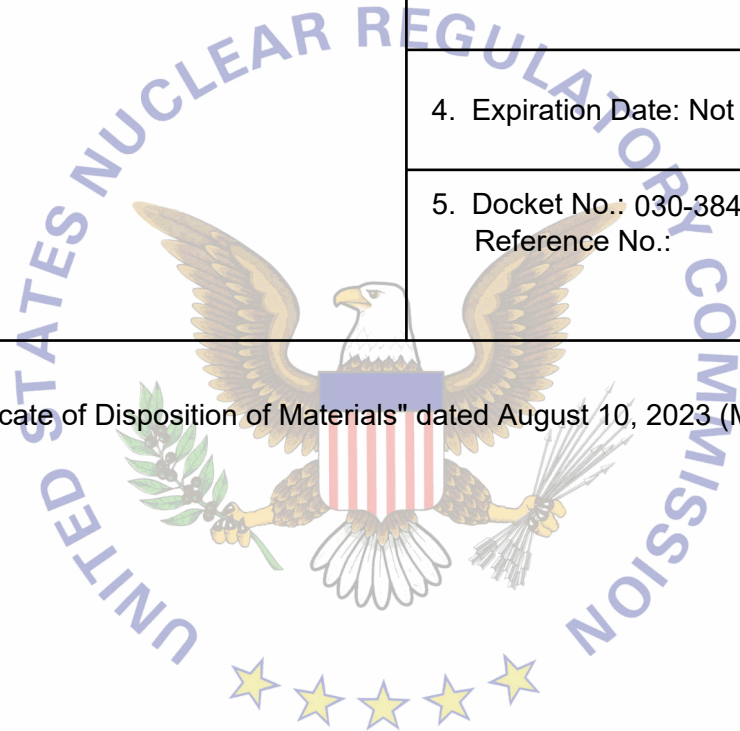 UNITED STATES NUCLEAR REGULATORY COMMISSION
4. Expiration Date: Not
5. Docket No.: 030-384
Reference No.:
cate of Disposition of Materials" dated August 10, 2023 (M